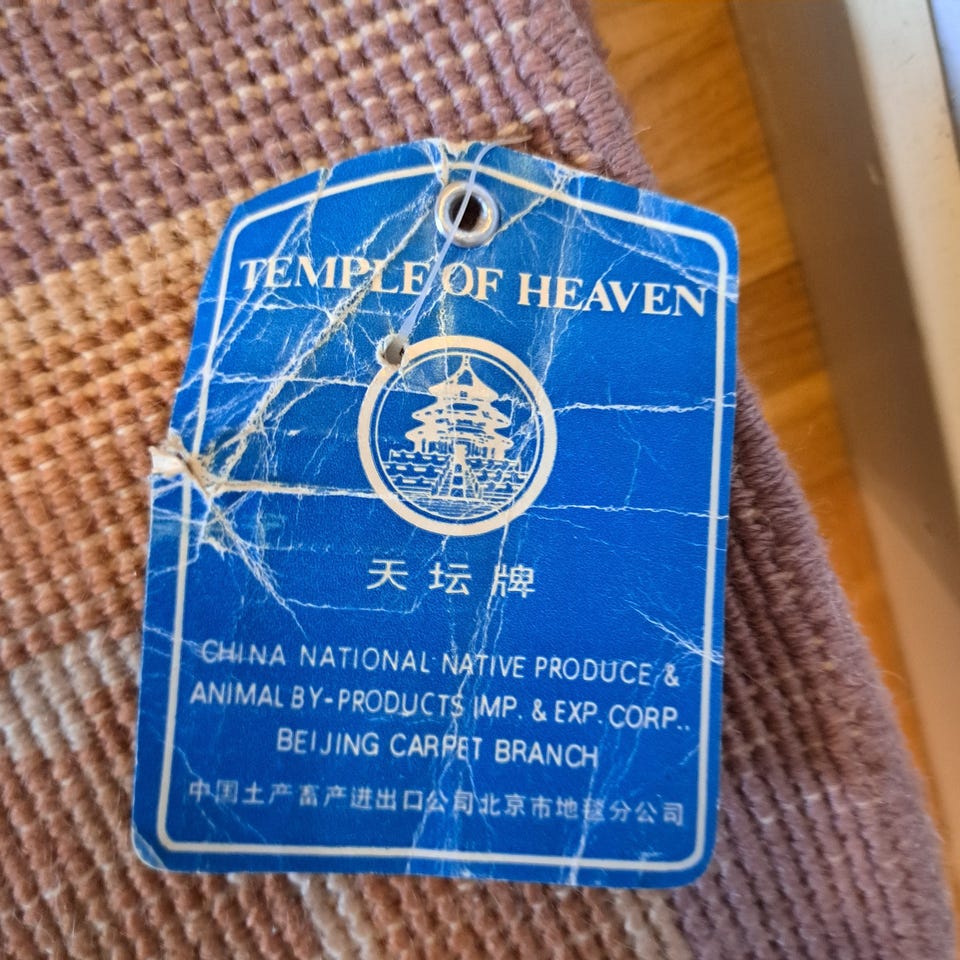 TEMPLE OF HEAVEN
天坛牌
CHINA NATIONAL NATIVE PRODUCE &
ANIMAL BY-PRODUCTS IMP. & EXP. CORP..
BEIJING CARPET BRANCH
中国土产畜产进出口公司北京市地毯分公司